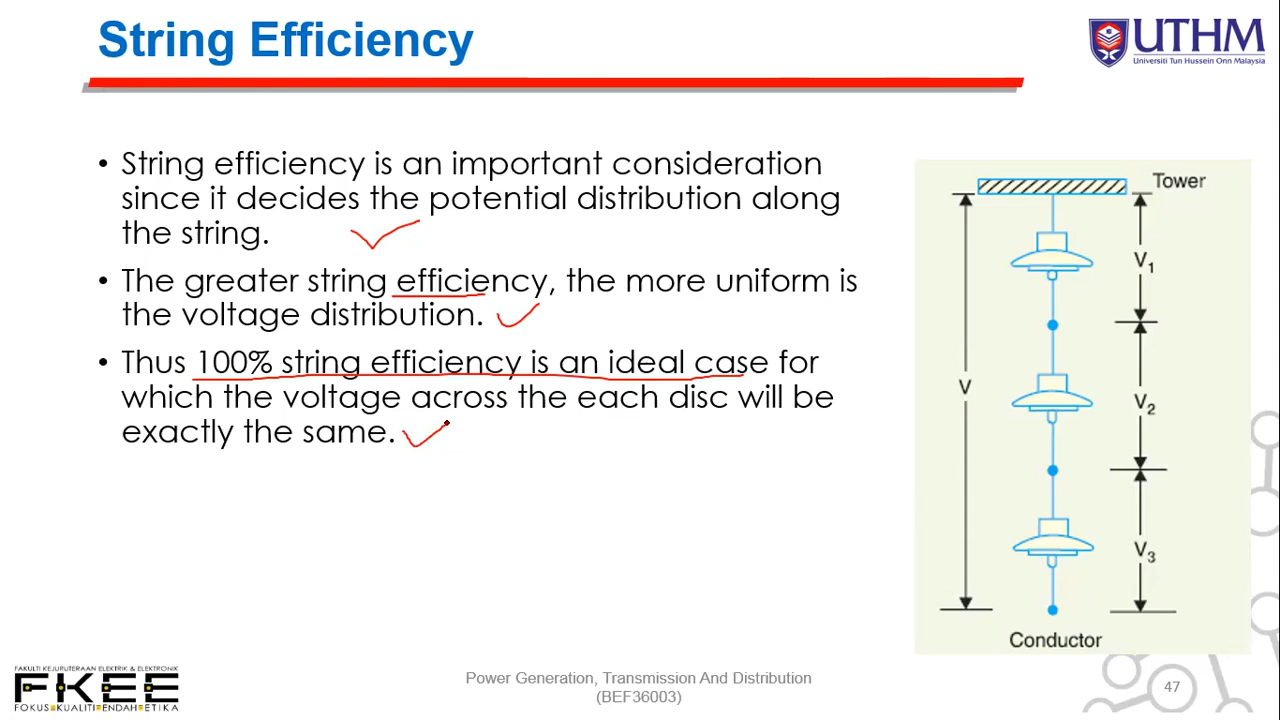 String Efficiency
UTHM
Universiti Tun Hussein Onn Malaysia
• String efficiency is an important consideration
since it decides the potential distribution along
the string.
• The greater string efficiency, the more uniform is
the voltage distribution.
• Thus 100% string efficiency is an ideal case for
which the voltage across the each disc will be
exactly the same.
Tower
V1
V
V2
V3
Conductor
FAKULTI KEJURUTERAAN ELEKTRIK & ELEKTRONIK
FKEE
FOKUS•KUALITI•ENDAH•ETIKA
Power Generation, Transmission And Distribution
(BEF36003)
47